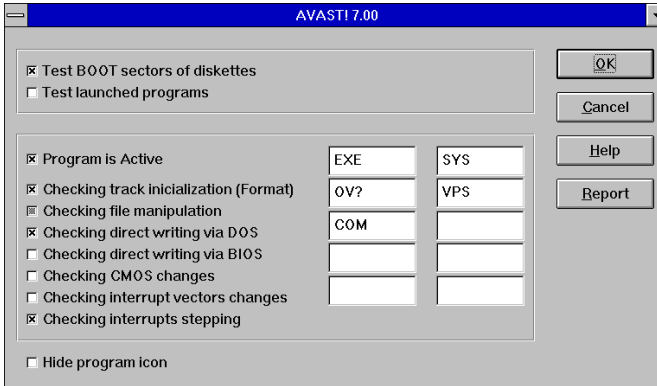 AVAST! 7.00
Test BOOT sectors of diskettes
Test launched programs
OK
Cancel
Help
Report
Program is Active
Checking track inicialization (Format)
Checking file manipulation
Checking direct writing via DOS
Checking direct writing via BIOS
Checking CMOS changes
Checking interrupt vectors changes
Checking interrupts stepping
EXE SYS
OV? VPS
COM
Hide program icon